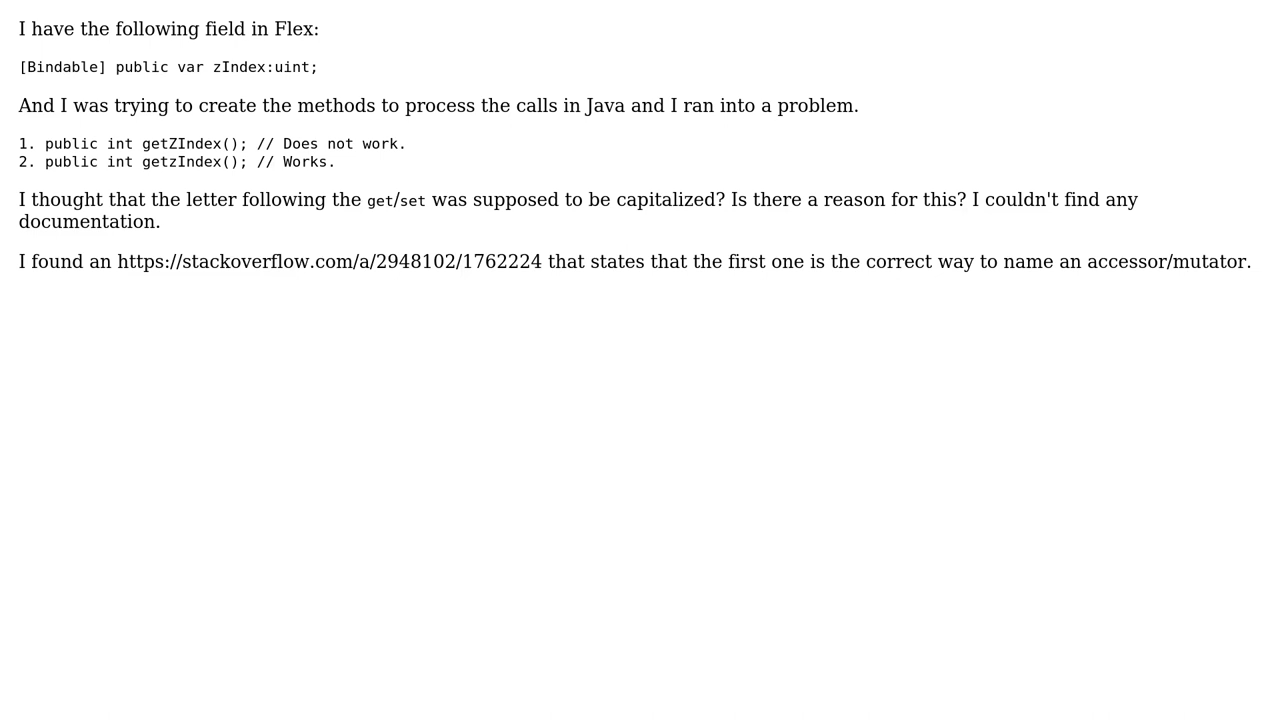 I have the following field in Flex:
[Bindable] public var zIndex:uint;
And I was trying to create the methods to process the calls in Java and I ran into a problem.
1. public int getZIndex(); // Does not work.
2. public int getzIndex(); // Works.
I thought that the letter following the get/set was supposed to be capitalized? Is there a reason for this? I couldn't find any
documentation.
I found an https://stackoverflow.com/a/2948102/1762224 that states that the first one is the correct way to name an accessor/mutator.